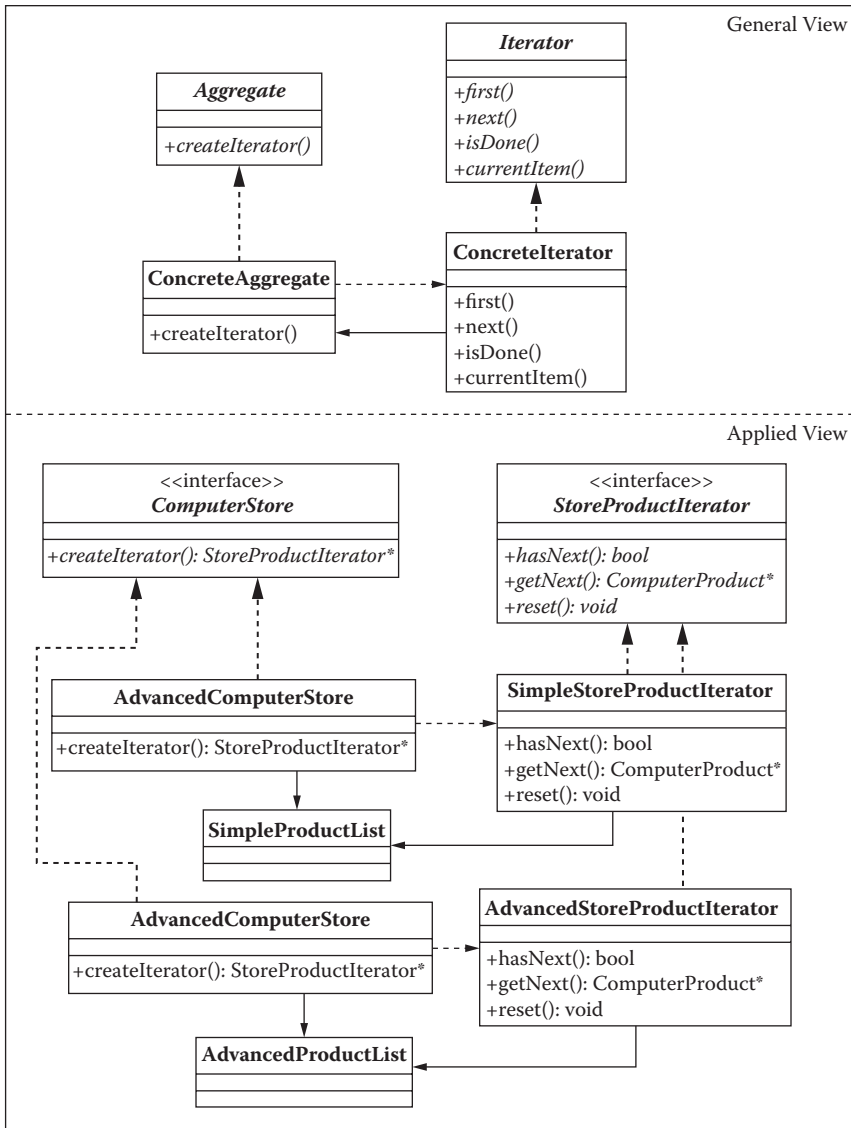 General View
Iterator
+first()
+next()
+isDone()
+currentItem()
Aggregate
+createIterator()
ConcreteAggregate
+createIterator()
ConcreteIterator
+first()
+next()
+isDone()
+currentItem()
Applied View
<<interface>>
ComputerStore
+createIterator(): StoreProductIterator*
<<interface>>
StoreProductIterator
+hasNext(): bool
+getNext(): ComputerProduct*
+reset(): void
AdvancedComputerStore
+createIterator(): StoreProductIterator*
SimpleStoreProductIterator
+hasNext(): bool
+getNext(): ComputerProduct*
+reset(): void
SimpleProductList
AdvancedComputerStore
+createIterator(): StoreProductIterator*
AdvancedStoreProductIterator
+hasNext(): bool
+getNext(): ComputerProduct*
+reset(): void
AdvancedProductList